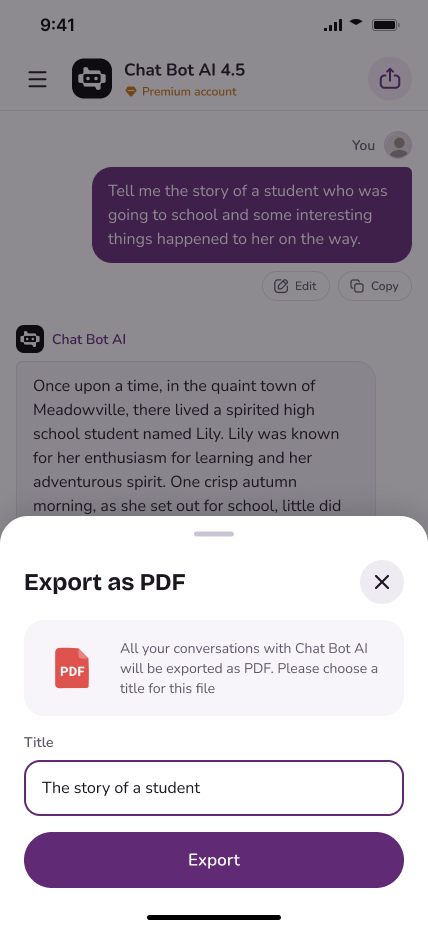 9:41
Chat Bot AI 4.5
Premium account
You
Tell me the story of a student who was
going to school and some interesting
things happened to her on the way.
Edit
Copy
Chat Bot AI
Once upon a time, in the quaint town of
Meadowville, there lived a spirited high
school student named Lily. Lily was known
for her enthusiasm for learning and her
adventurous spirit. One crisp autumn
morning, as she set out for school, little did
Export as PDF
PDF
All your conversations with Chat Bot AI
will be exported as PDF. Please choose a
title for this file
Title
The story of a student
Export